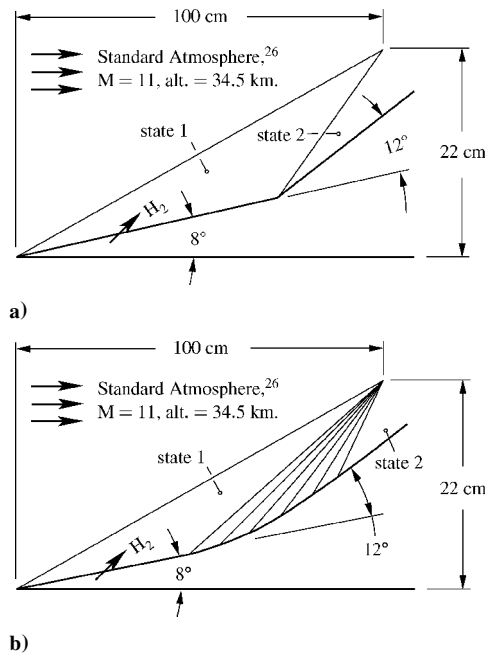 100 cm
Standard Atmosphere,26
M = 11, alt. = 34.5 km.
state 1
state 2
12°
22 cm
H2
8°
a)
100 cm
Standard Atmosphere,26
M = 11, alt. = 34.5 km.
state 1
state 2
22 cm
H2
12°
8°
b)